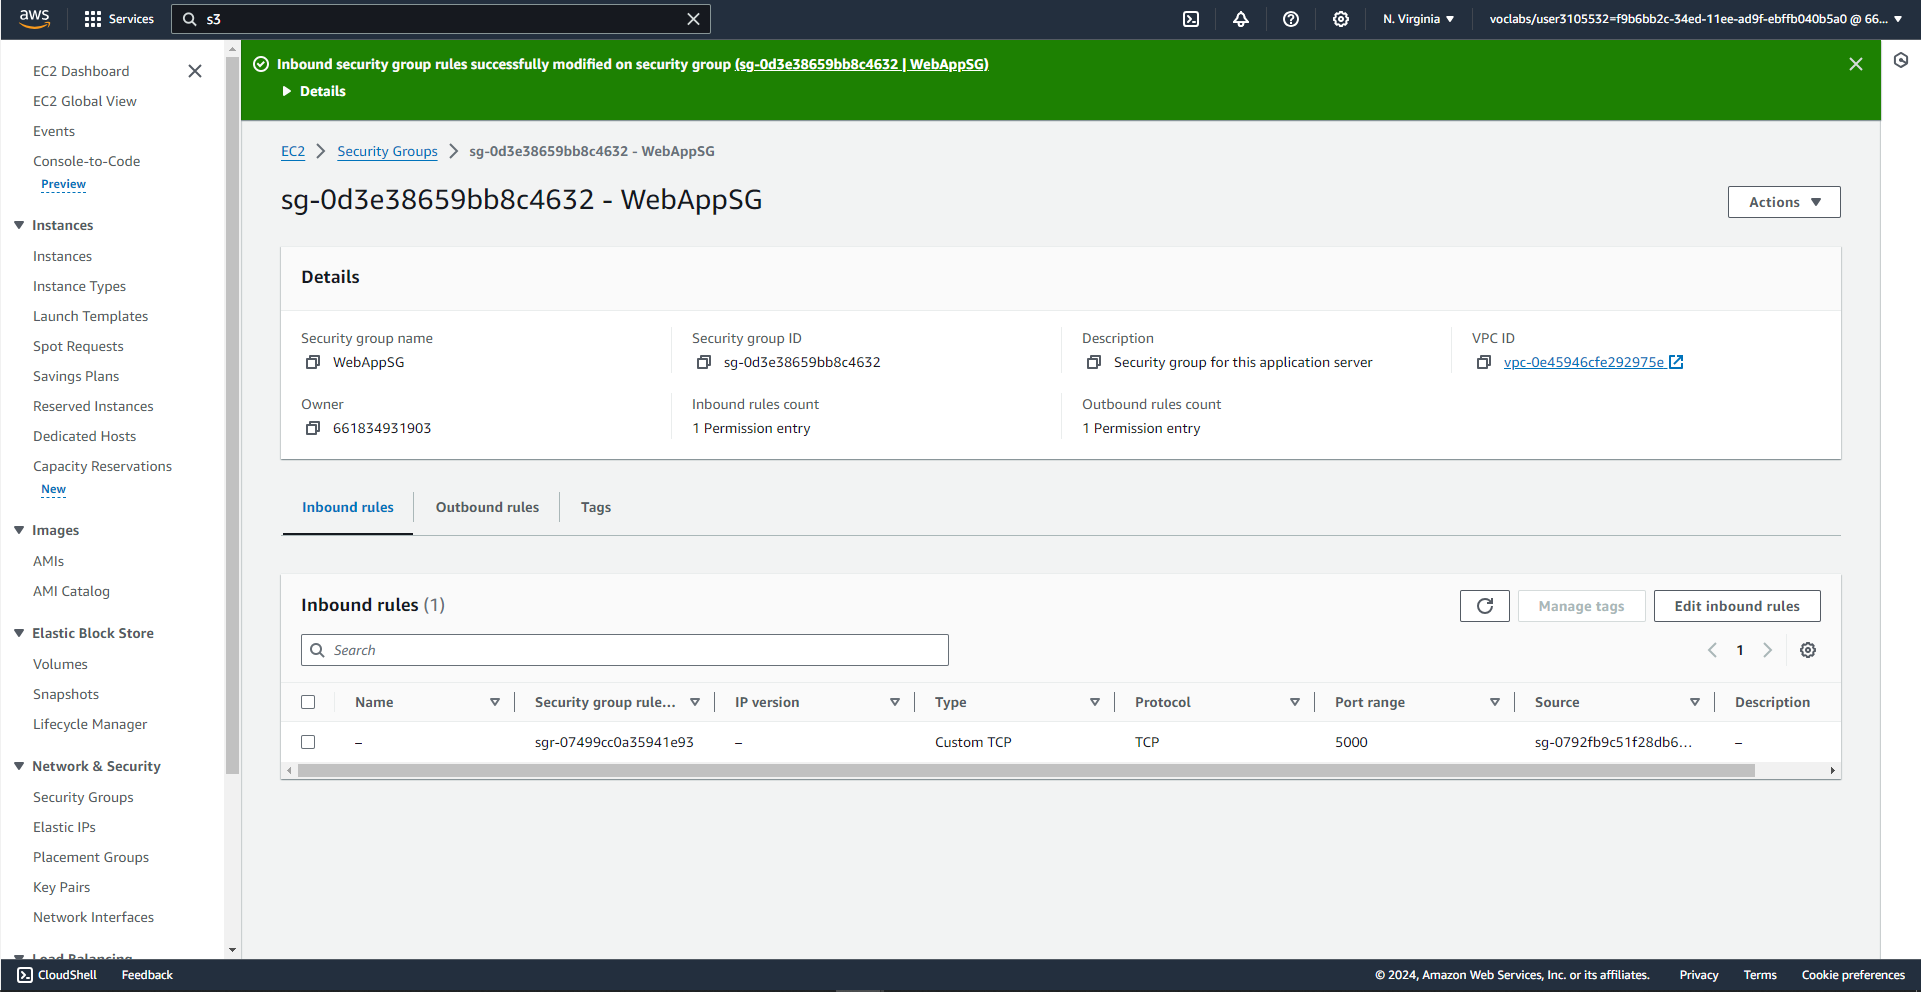 aws Services s3 N. Virginia voclabs/user3105532=f9b6bb2c-34ed-11ee-ad9f-ebffb040b5a0 @ 66...
EC2 Dashboard
EC2 Global View
Events
Console-to-Code
Preview
Instances
Instances
Instance Types
Launch Templates
Spot Requests
Savings Plans
Reserved Instances
Dedicated Hosts
Capacity Reservations
New
Images
AMIs
AMI Catalog
Elastic Block Store
Volumes
Snapshots
Lifecycle Manager
Network & Security
Security Groups
Elastic IPs
Placement Groups
Key Pairs
Network Interfaces
Load Balancing
Inbound security group rules successfully modified on security group (sg-0d3e38659bb8c4632 | WebAppSG)
Details
EC2 Security Groups sg-0d3e38659bb8c4632 - WebAppSG
sg-0d3e38659bb8c4632 - WebAppSG
Actions
Details
Security group name Security group ID Description VPC ID
WebAppSG sg-0d3e38659bb8c4632 Security group for this application server vpc-0e45946cfe292975e
Owner Inbound rules count Outbound rules count
661834931903 1 Permission entry 1 Permission entry
Inbound rules Outbound rules Tags
Inbound rules (1) Manage tags Edit inbound rules
Search 1
Name Security group rule... IP version Type Protocol Port range Source Description
– sgr-07499cc0a35941e93 – Custom TCP TCP 5000 sg-0792fb9c51f28db6... –
CloudShell Feedback © 2024, Amazon Web Services, Inc. or its affiliates. Privacy Terms Cookie preferences